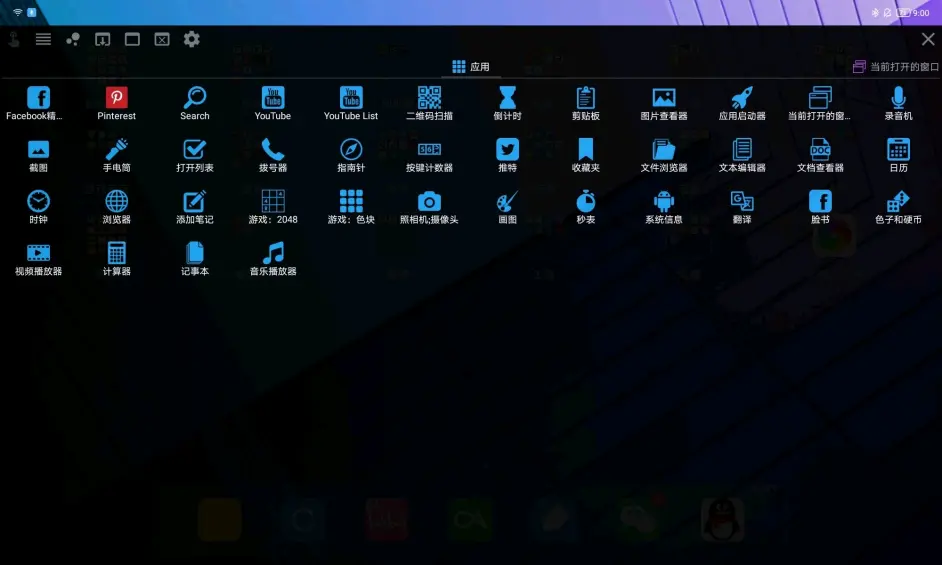 9:00
应用
当前打开的窗口
Facebook精...
Pinterest
Search
YouTube
YouTube List
二维码扫描
倒计时
剪贴板
图片查看器
应用启动器
当前打开的窗...
录音机
截图
手电筒
打开列表
拨号器
指南针
按键计数器
推特
收藏夹
文件浏览器
文本编辑器
文档查看器
日历
时钟
浏览器
添加笔记
游戏：2048
游戏：色块
照相机;摄像头
画图
秒表
系统信息
翻译
脸书
色子和硬币
视频播放器
计算器
记事本
音乐播放器